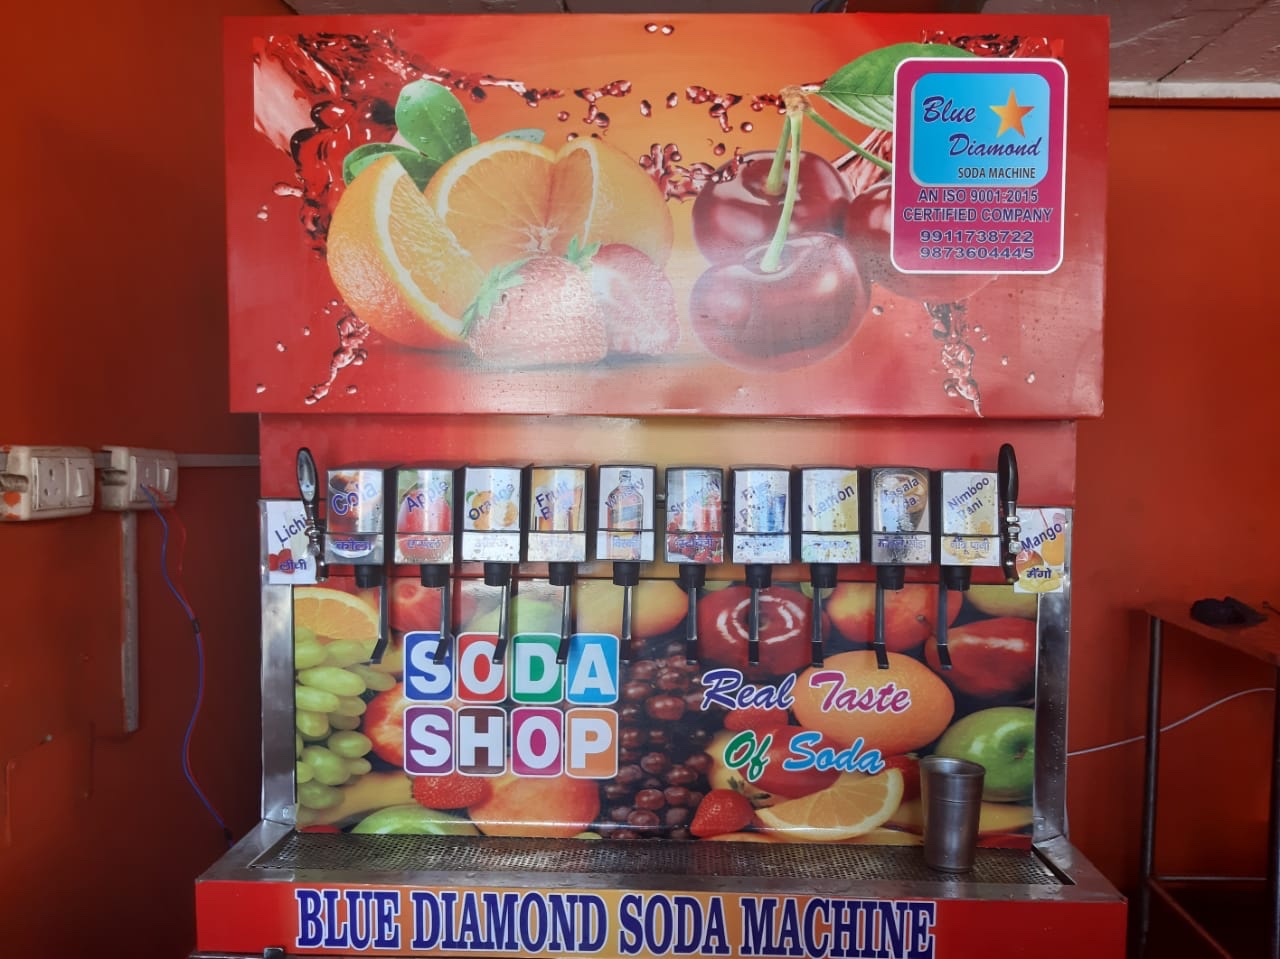 Blue
Diamond
SODA MACHINE
AN ISO 9001:2015
CERTIFIED COMPANY
9911738722
9873604445
Lichi
लीची
Cola
कोला
Apple
Orange
Fruit
Lemon
Masala
Nimboo
Pani
Mango
मैंगो
SODA
SHOP
Real Taste
Of Soda
BLUE DIAMOND SODA MACHINE